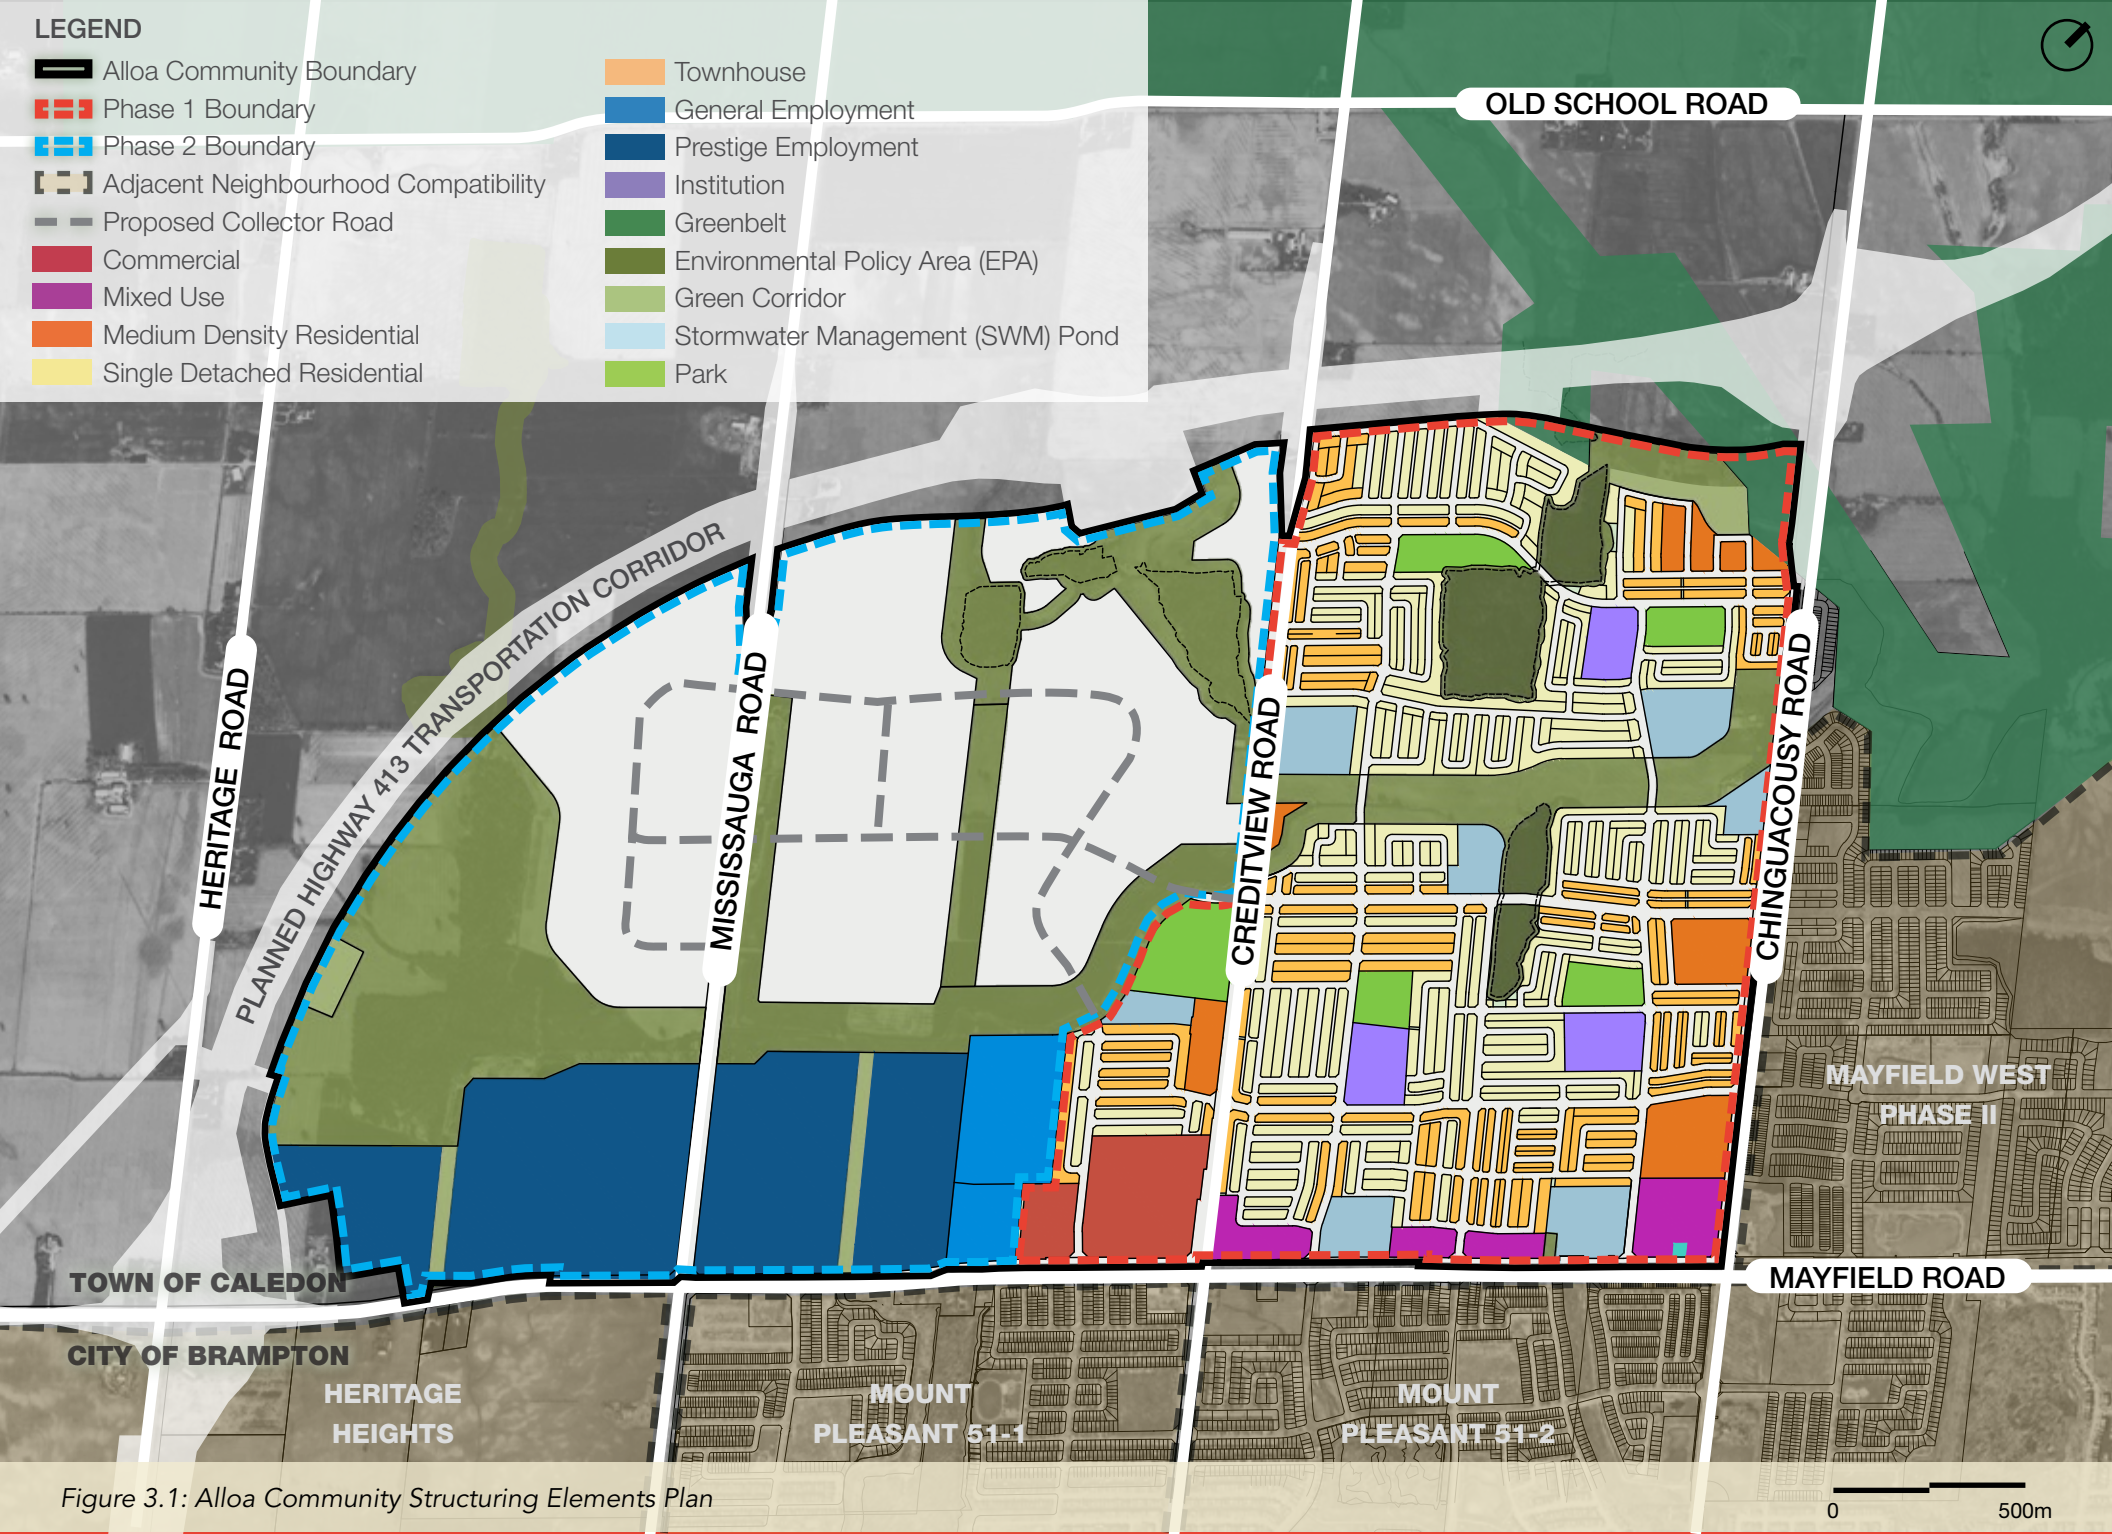 LEGEND
Alloa Community Boundary
Phase 1 Boundary
Phase 2 Boundary
Adjacent Neighbourhood Compatibility
Proposed Collector Road
Commercial
Mixed Use
Medium Density Residential
Single Detached Residential
Townhouse
General Employment
Prestige Employment
Institution
Greenbelt
Environmental Policy Area (EPA)
Green Corridor
Stormwater Management (SWM) Pond
Park
OLD SCHOOL ROAD
PLANNED HIGHWAY 413 TRANSPORTATION CORRIDOR
HERITAGE ROAD
MISSISSAUGA ROAD
CREDITVIEW ROAD
CHINGUACOUSY ROAD
MAYFIELD WEST
PHASE II
MAYFIELD ROAD
TOWN OF CALEDON
CITY OF BRAMPTON
HERITAGE
HEIGHTS
MOUNT
PLEASANT 51-1
MOUNT
PLEASANT 51-2
Figure 3.1: Alloa Community Structuring Elements Plan
0 500m